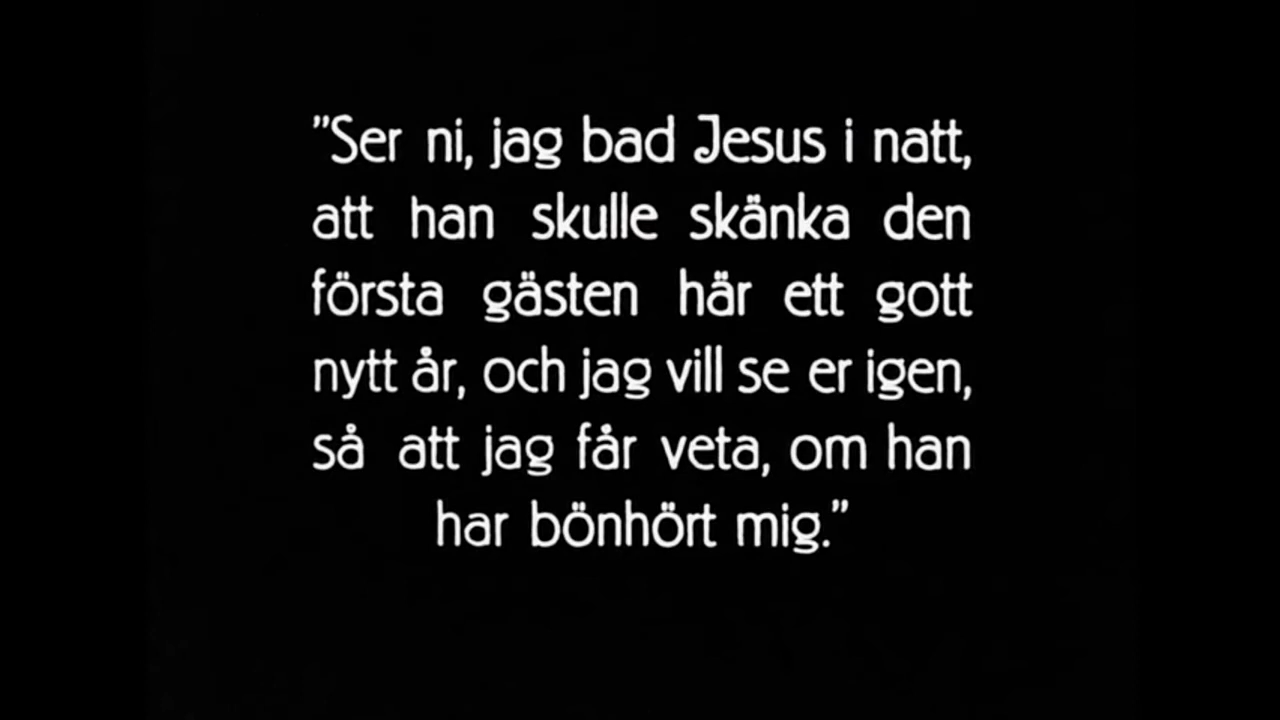 ”Ser ni, jag bad Jesus i natt,
att han skulle skänka den
första gästen här ett gott
nytt år, och jag vill se er igen,
så att jag får veta, om han
har bönhört mig.”